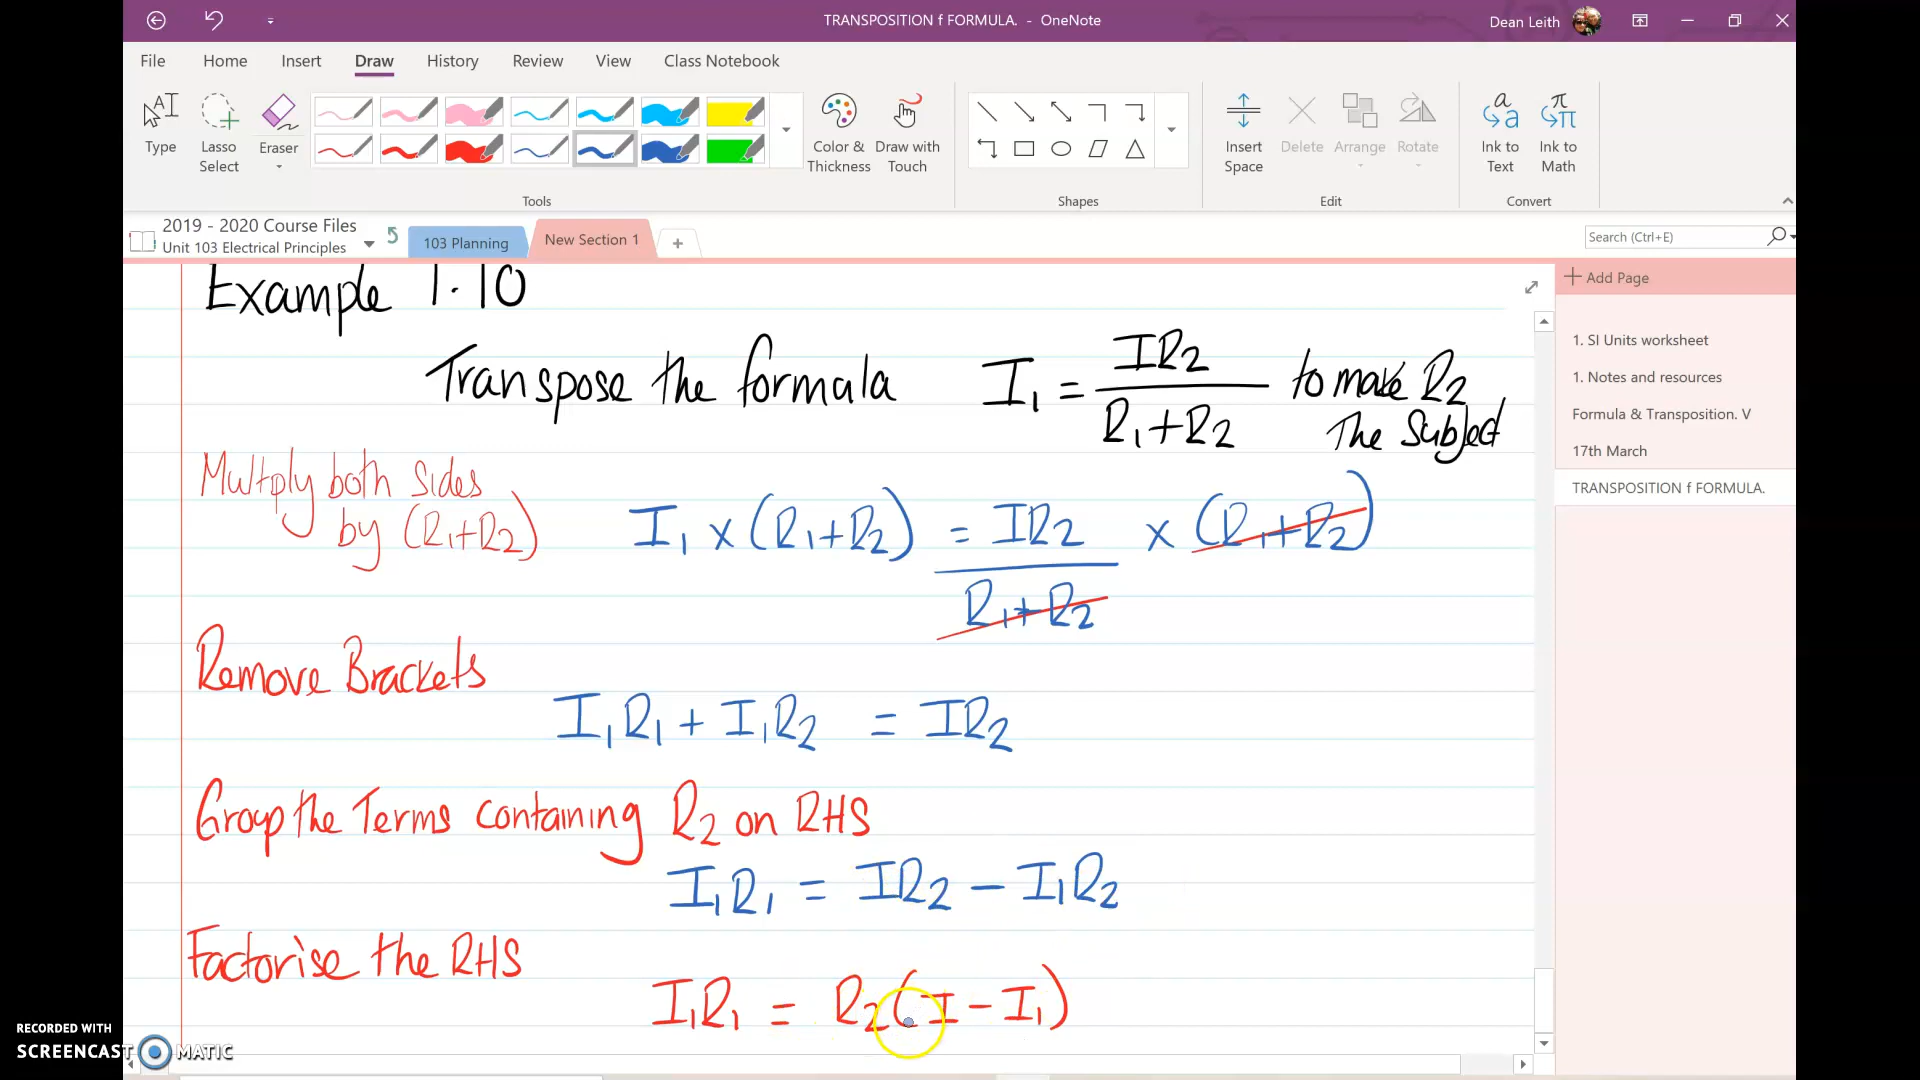 TRANSPOSITION f FORMULA. - OneNote
Dean Leith
File Home Insert Draw History Review View Class Notebook
Type
Lasso Select
Eraser
Color & Thickness
Draw with Touch
Insert Space
Delete
Arrange
Rotate
Ink to Text
Ink to Math
Tools
Shapes
Edit
Convert
2019 - 2020 Course Files
Unit 103 Electrical Principles
103 Planning
New Section 1
Search (Ctrl+E)
Add Page
1. SI Units worksheet
1. Notes and resources
Formula & Transposition. V
17th March
TRANSPOSITION f FORMULA.
Example 1.10
Transpose the formula I₁ = IR₂ / (R₁+R₂) to make R₂
The Subject
Multiply both sides
by (R₁+R₂)
I₁ × (R₁+R₂) = IR₂ / (R₁+R₂) × (R₁+R₂)
Remove Brackets
I₁R₁ + I₁R₂ = IR₂
Group the Terms containing R₂ on RHS
I₁R₁ = IR₂ − I₁R₂
Factorise the RHS
I₁R₁ = R₂(I − I₁)
RECORDED WITH
SCREENCAST MATIC